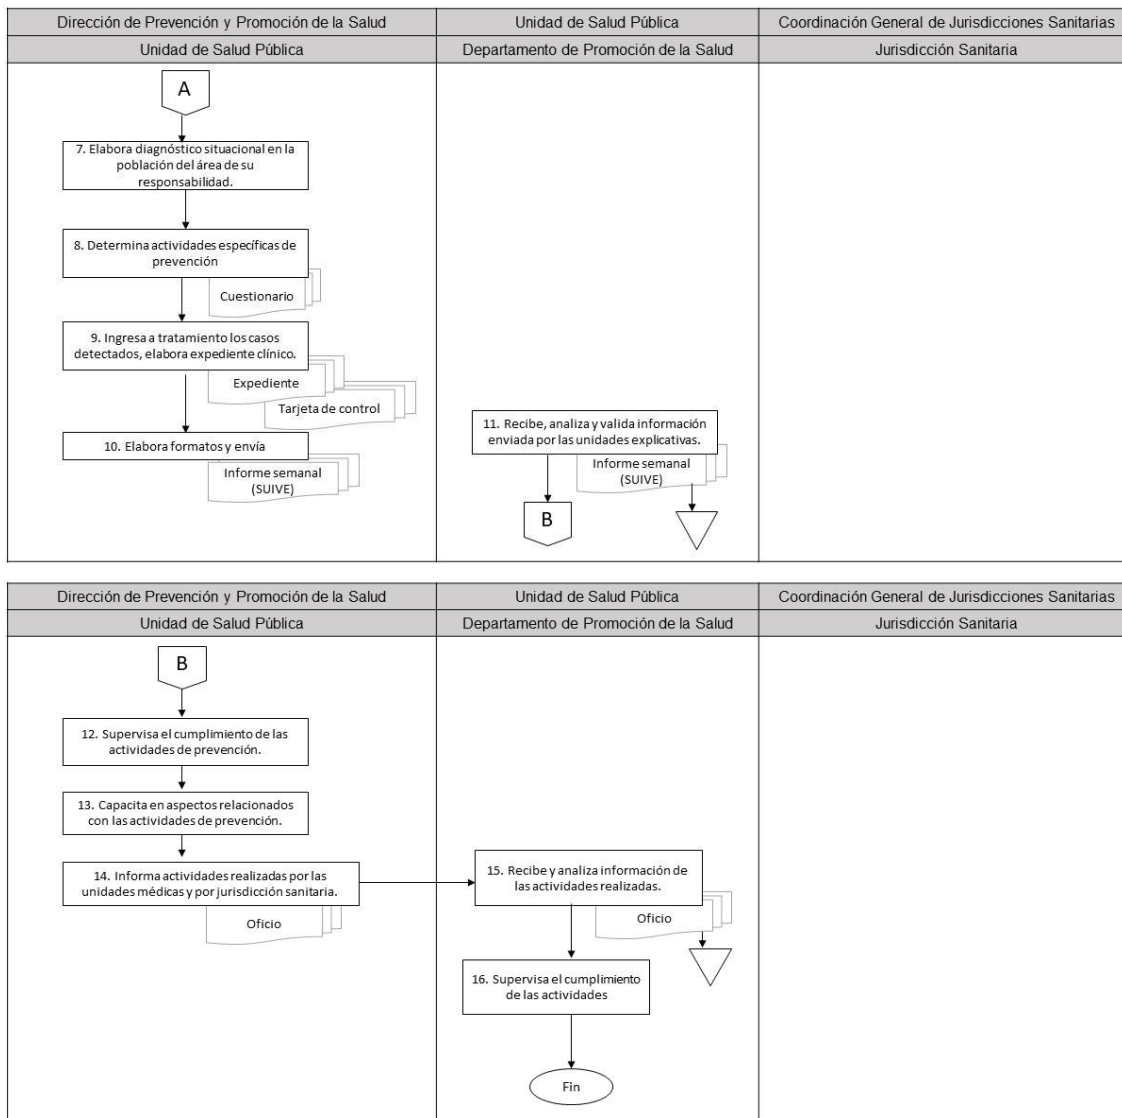 Dirección de Prevención y Promoción de la Salud
Unidad de Salud Pública
Coordinación General de Jurisdicciones Sanitarias
Unidad de Salud Pública
Departamento de Promoción de la Salud
Jurisdicción Sanitaria
A
7. Elabora diagnóstico situacional en la
población del área de su
responsabilidad.
8. Determina actividades específicas de
prevención
Cuestionario
9. Ingresa a tratamiento los casos
detectados, elabora expediente clínico.
Expediente
Tarjeta de control
10. Elabora formatos y envía
Informe semanal
(SUIVE)
11. Recibe, analiza y valida información
enviada por las unidades explicativas.
Informe semanal
(SUIVE)
B
Dirección de Prevención y Promoción de la Salud
Unidad de Salud Pública
Coordinación General de Jurisdicciones Sanitarias
Unidad de Salud Pública
Departamento de Promoción de la Salud
Jurisdicción Sanitaria
B
12. Supervisa el cumplimiento de las
actividades de prevención.
13. Capacita en aspectos relacionados
con las actividades de prevención.
14. Informa actividades realizadas por las
unidades médicas y por jurisdicción sanitaria.
Oficio
15. Recibe y analiza información de
las actividades realizadas.
Oficio
16. Supervisa el cumplimiento
de las actividades
Fin